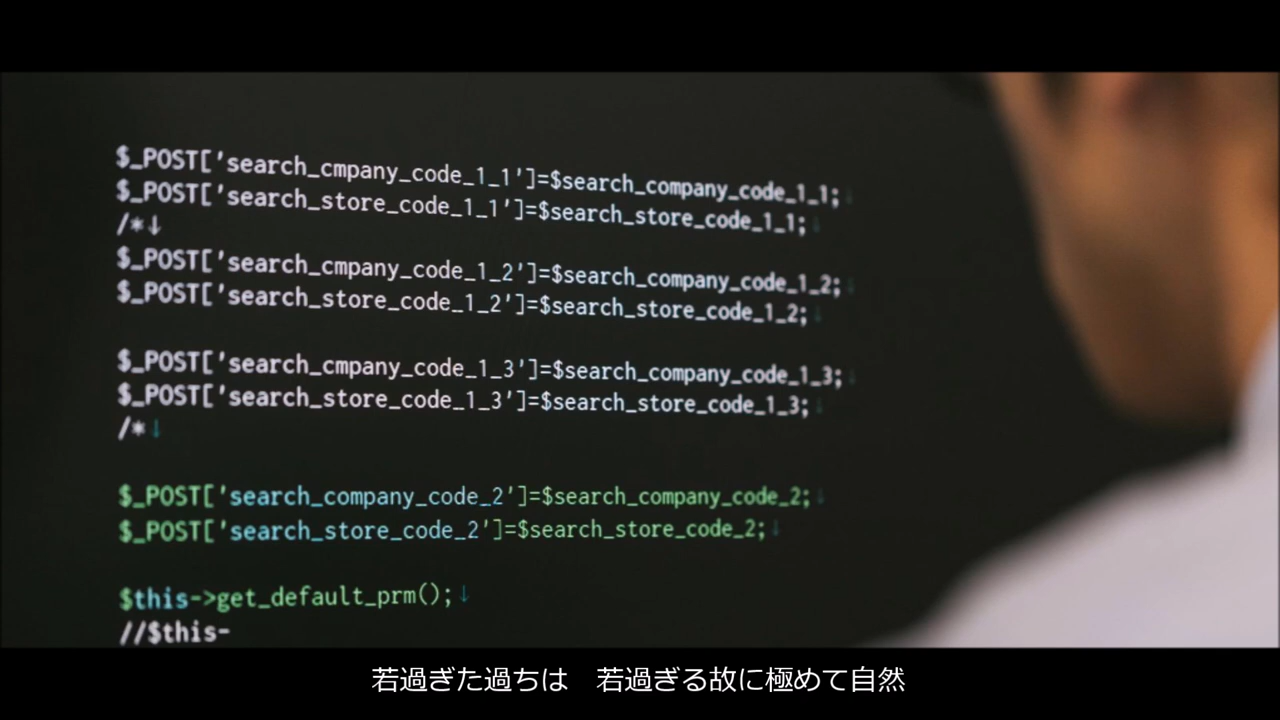 $_POST['search_cmpany_code_1_1']=$search_company_code_1_1;↓
$_POST['search_store_code_1_1']=$search_store_code_1_1;↓
/*↓
$_POST['search_cmpany_code_1_2']=$search_company_code_1_2;↓
$_POST['search_store_code_1_2']=$search_store_code_1_2;↓
$_POST['search_cmpany_code_1_3']=$search_company_code_1_3;↓
$_POST['search_store_code_1_3']=$search_store_code_1_3;↓
/*↓
$_POST['search_company_code_2']=$search_company_code_2;↓
$_POST['search_store_code_2']=$search_store_code_2;↓
$this->get_default_prm();↓
//$this-
若過ぎた過ちは　若過ぎる故に極めて自然